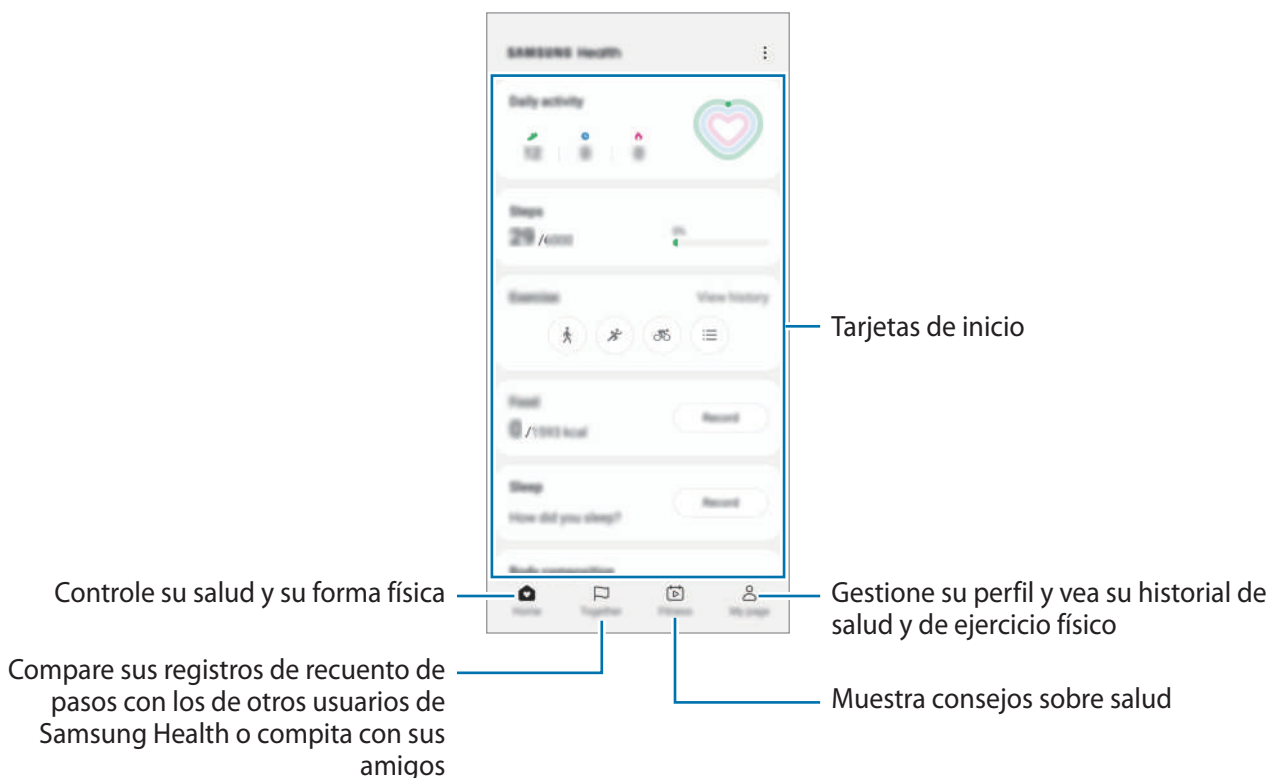 SAMSUNG Health
Daily activity
12
0
0
Steps
29 /6000
0%
Exercise
View history
Food
0 /1593 kcal
Record
Sleep
How did you sleep?
Record
Body composition
Home
Together
Fitness
My page
Tarjetas de inicio
Controle su salud y su forma física
Gestione su perfil y vea su historial de
salud y de ejercicio físico
Compare sus registros de recuento de
pasos con los de otros usuarios de
Samsung Health o compita con sus
amigos
Muestra consejos sobre salud